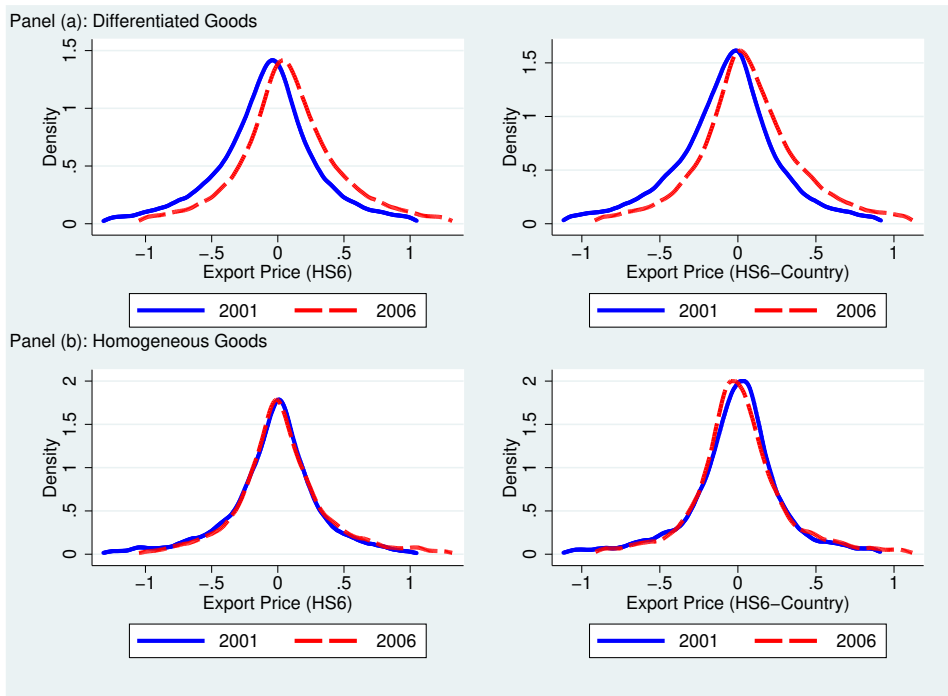 Panel (a): Differentiated Goods
Density
0 .5 1 1.5
−1 −.5 0 .5 1
Export Price (HS6)
2001 2006
Density
0 .5 1 1.5
−1 −.5 0 .5 1
Export Price (HS6−Country)
2001 2006
Panel (b): Homogeneous Goods
Density
0 .5 1 1.5 2
−1 −.5 0 .5 1
Export Price (HS6)
2001 2006
Density
0 .5 1 1.5 2
−1 −.5 0 .5 1
Export Price (HS6−Country)
2001 2006